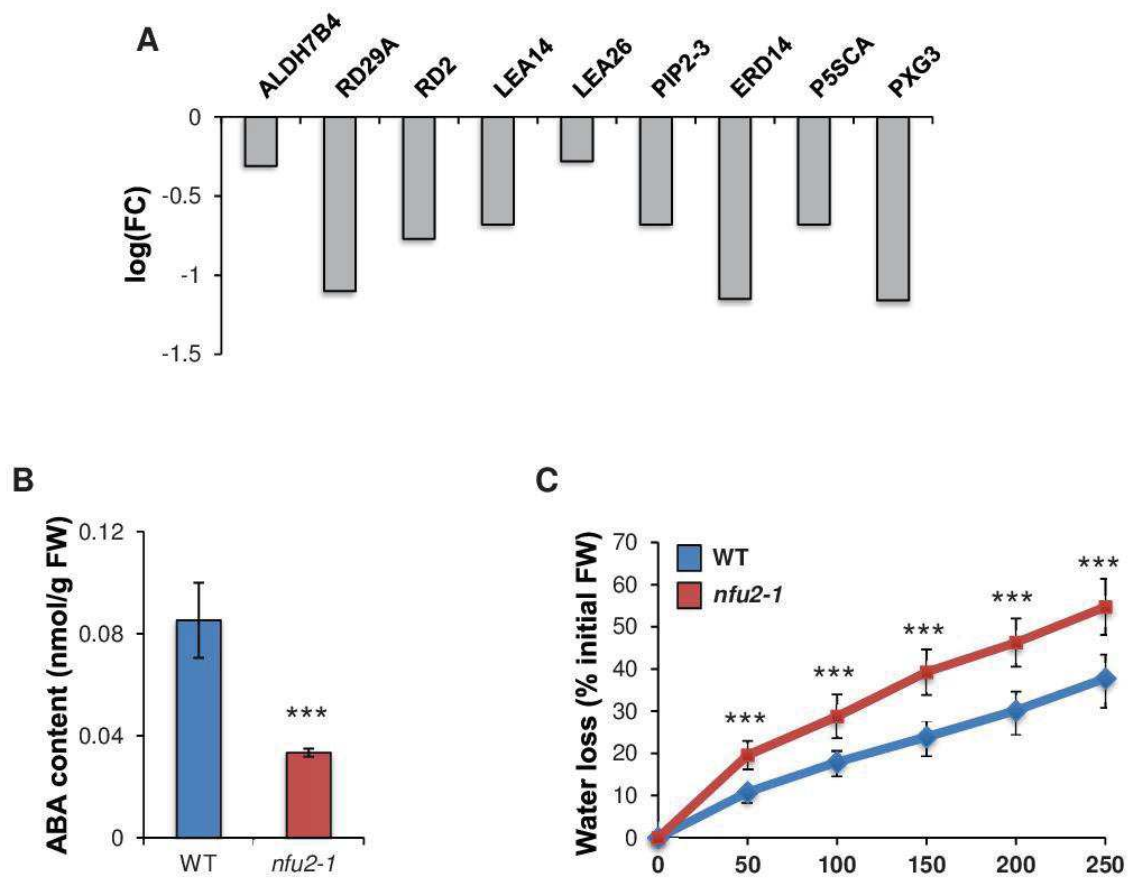 A
ALDH7B4 RD29A RD2 LEA14 LEA26 PIP2-3 ERD14 P5SCA PXG3
log(FC)
0
-0.5
-1
-1.5
B
ABA content (nmol/g FW)
0.12
0.08
0.04
0
***
WT nfu2-1
C
Water loss (% initial FW)
70
60
50
40
30
20
10
0
WT
nfu2-1
*** *** *** *** ***
0 50 100 150 200 250